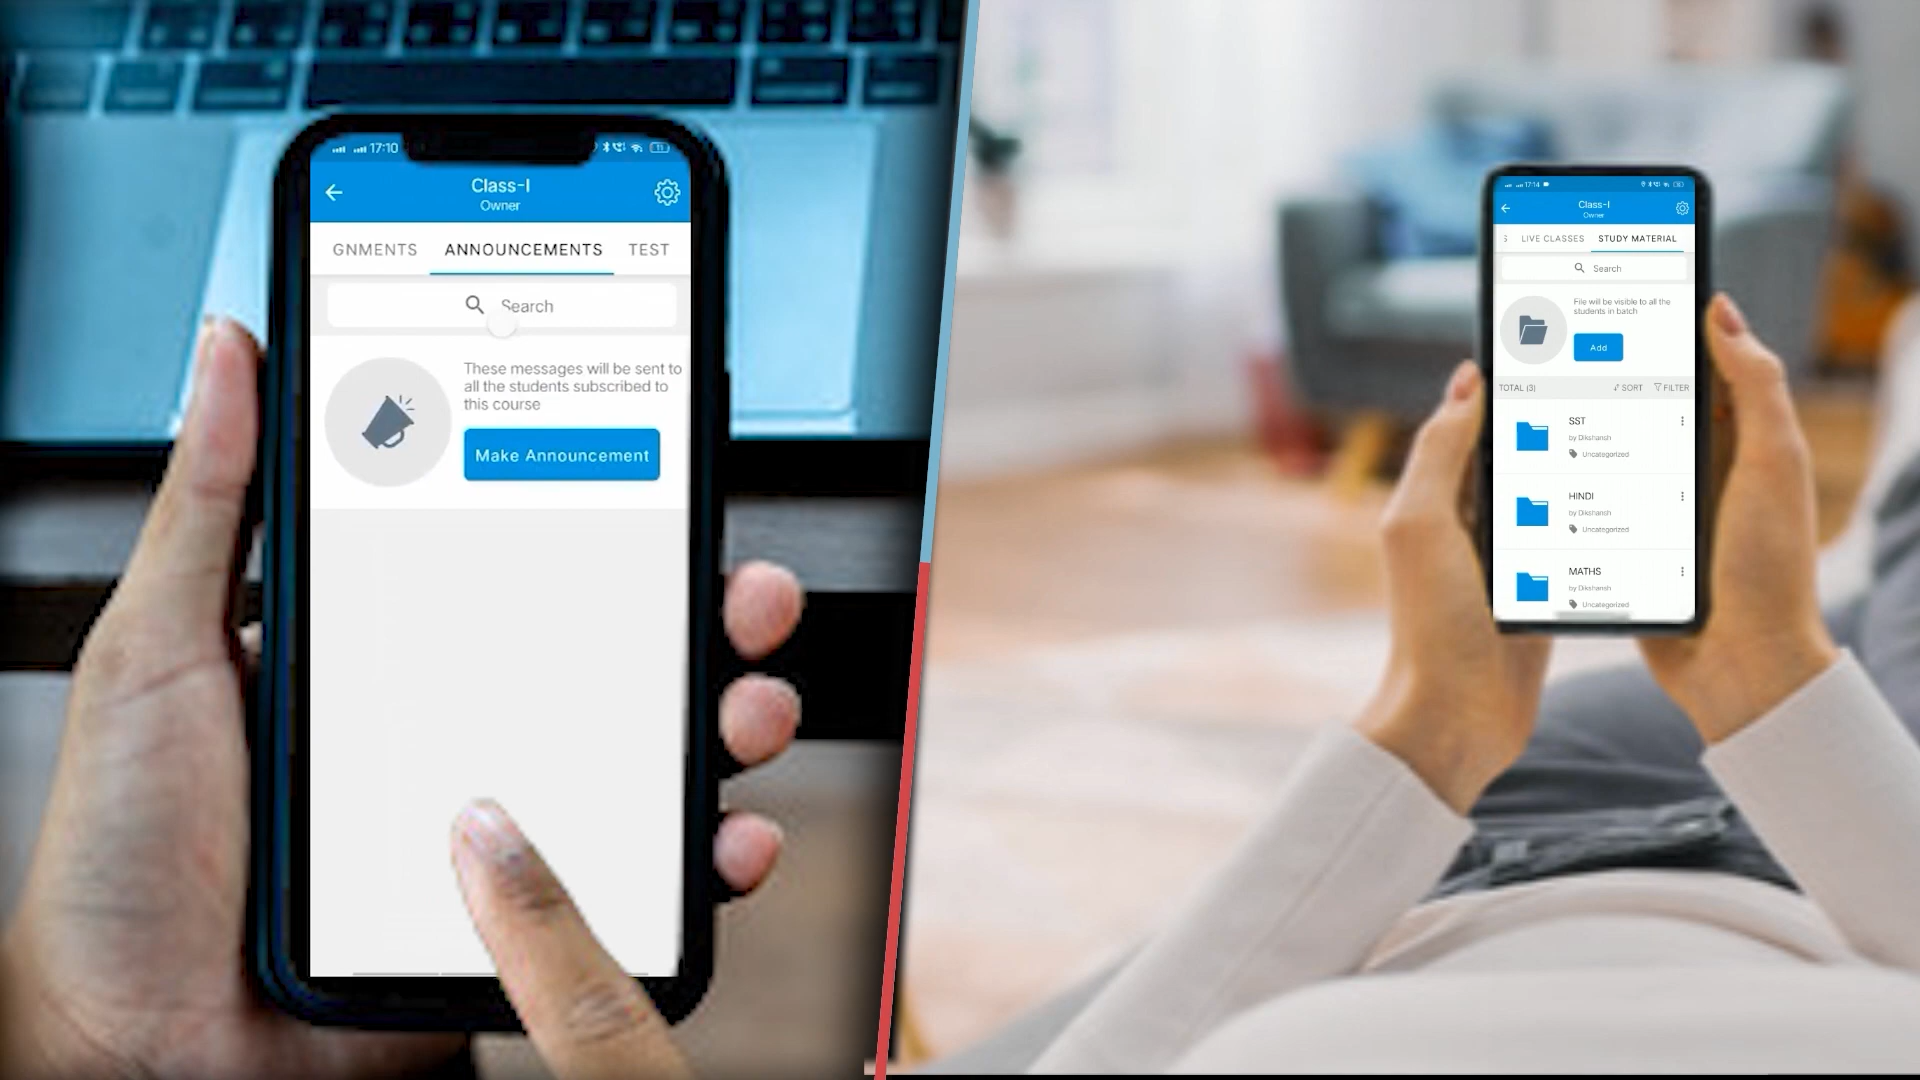 17:10
Class-I
Owner
GNMENTS ANNOUNCEMENTS TEST
Search
These messages will be sent to
all the students subscribed to
this course
Make Announcement
17:14
Class-I
Owner
S LIVE CLASSES STUDY MATERIAL
Search
File will be visible to all the
students in batch
Add
TOTAL (3) SORT FILTER
SST
by Dikshansh
Uncategorized
HINDI
by Dikshansh
Uncategorized
MATHS
by Dikshansh
Uncategorized